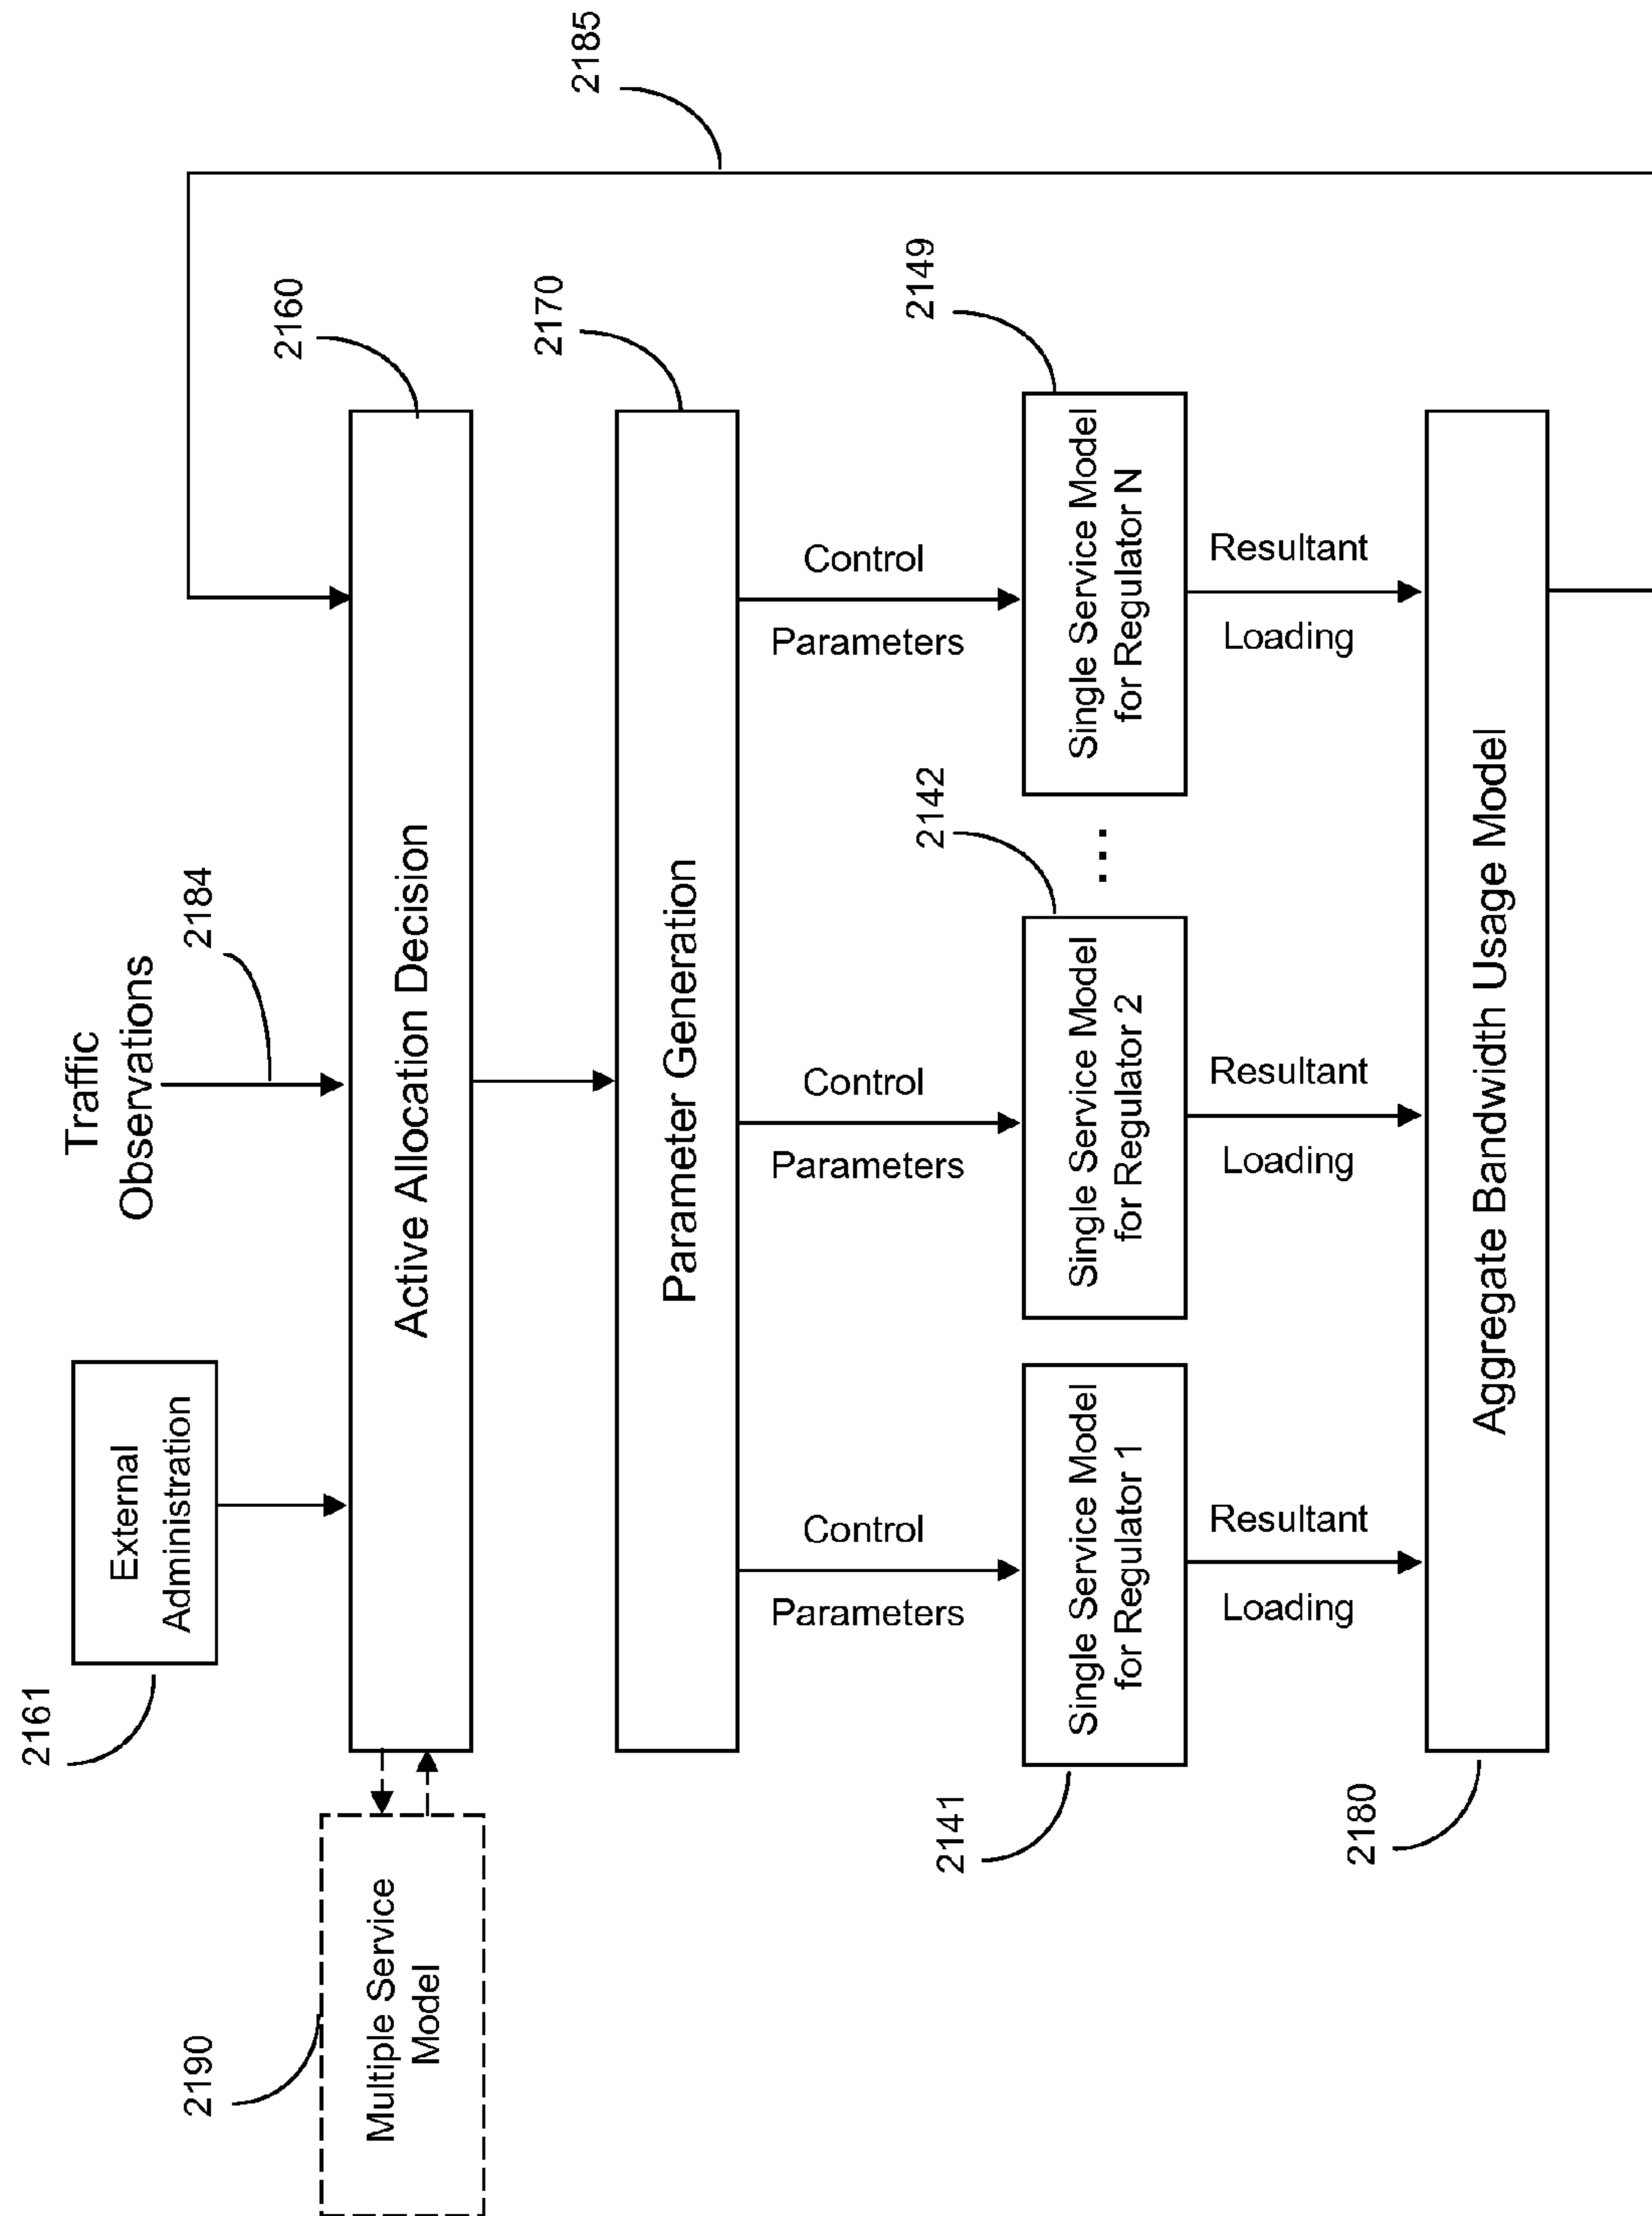 2185
Traffic
Observations
2184
External
Administration
2161
2160
Active Allocation Decision
2190
Multiple Service
Model
2170
Parameter Generation
Control
Parameters
Control
Parameters
Control
Parameters
2141
Single Service Model
for Regulator 1
2142
Single Service Model
for Regulator 2
...
2149
Single Service Model
for Regulator N
Resultant
Loading
Resultant
Loading
Resultant
Loading
2180
Aggregate Bandwidth Usage Model